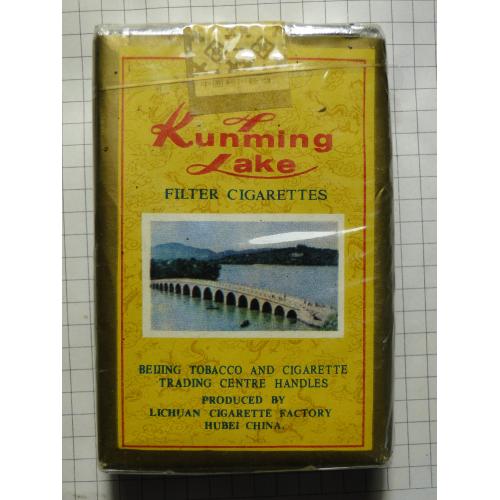 Kunming
Lake
FILTER CIGARETTES
BEIJING TOBACCO AND CIGARETTE
TRADING CENTRE HANDLES
PRODUCED BY
LICHUAN CIGARETTE FACTORY
HUBEI CHINA.